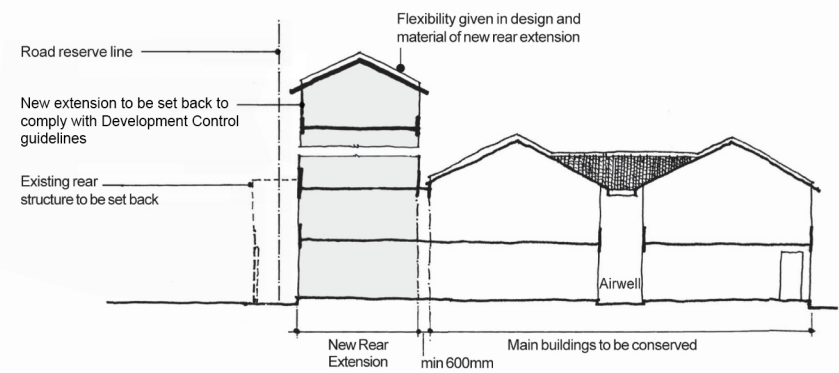 Flexibility given in design and
material of new rear extension
Road reserve line
New extension to be set back to
comply with Development Control
guidelines
Existing rear
structure to be set back
Airwell
New Rear
Extension
min 600mm
Main buildings to be conserved